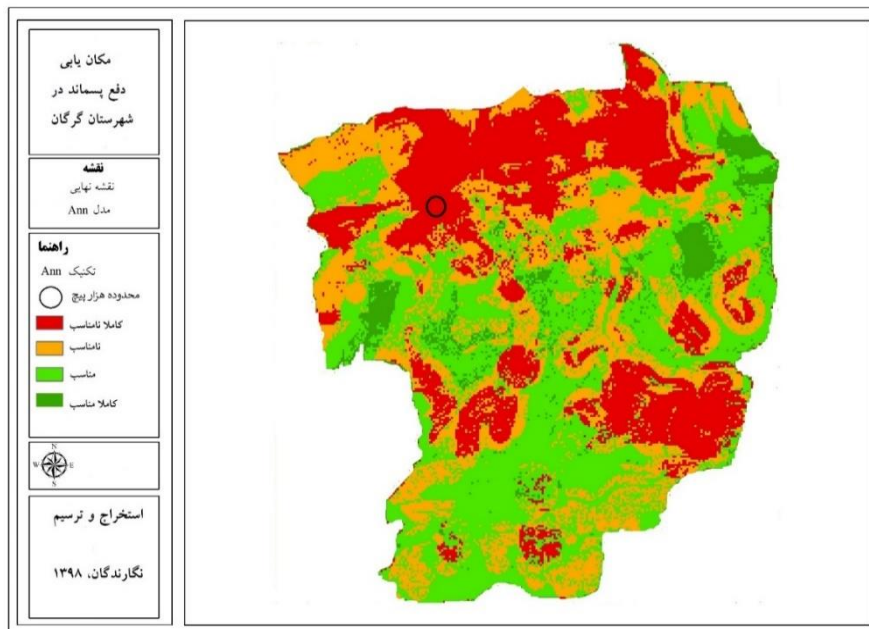 مکان یابی
دفع پسماند در
شهرستان گرگان
نقشه
نقشه نهایی
مدل Ann
راهنما
تکنیک Ann
محدوده هزار پیچ
کاملا نامناسب
نامناسب
مناسب
کاملا مناسب
N
W E
S
استخراج و ترسیم
نگارندگان، ۱۳۹۸